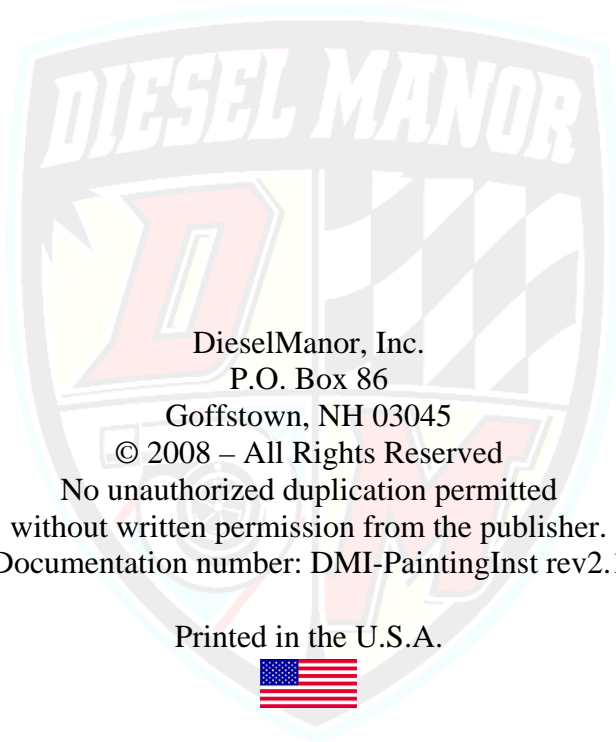 DIESEL MANOR
D
M
DieselManor, Inc.
P.O. Box 86
Goffstown, NH 03045
© 2008 – All Rights Reserved
No unauthorized duplication permitted
without written permission from the publisher.
Documentation number: DMI-PaintingInst rev2.1
Printed in the U.S.A.